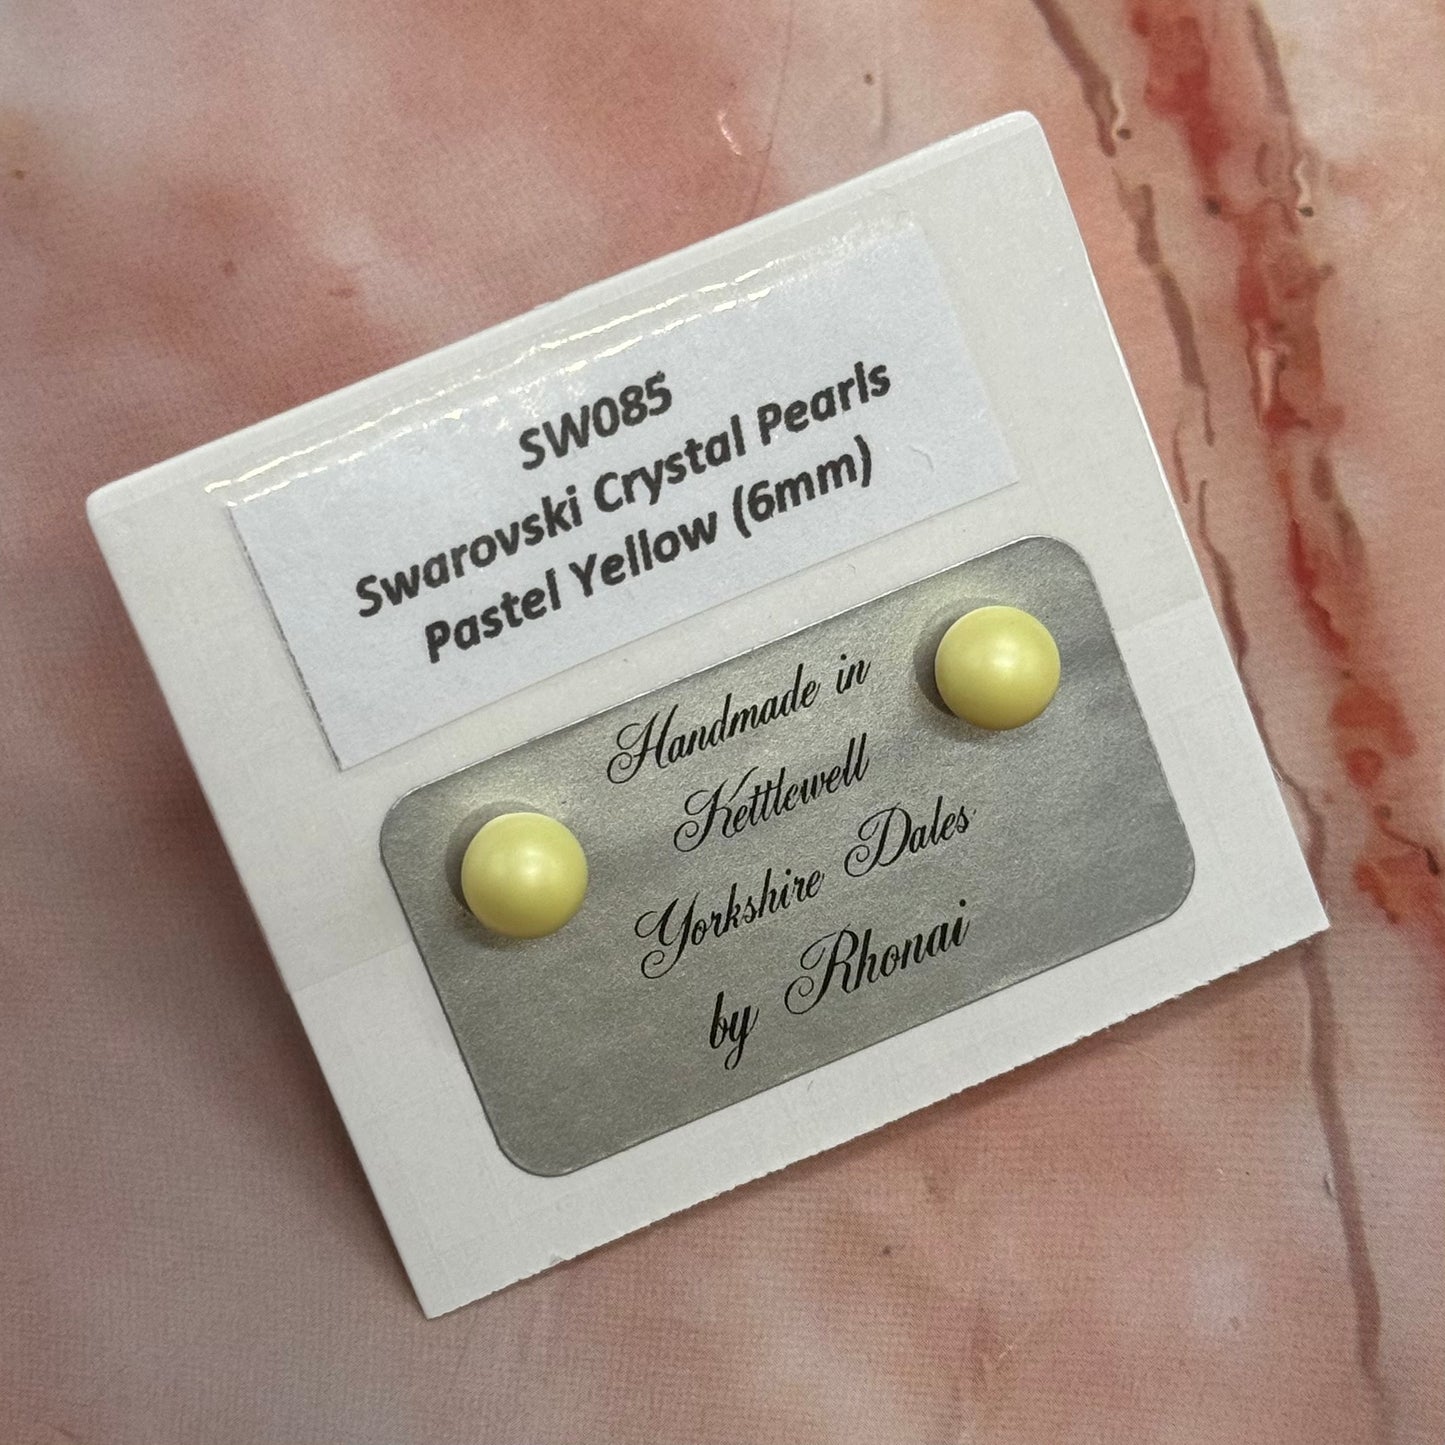 SW085
Swarovski Crystal Pearls
Pastel Yellow (6mm)
Handmade in
Kettlewell
Yorkshire Dales
by Rhonai